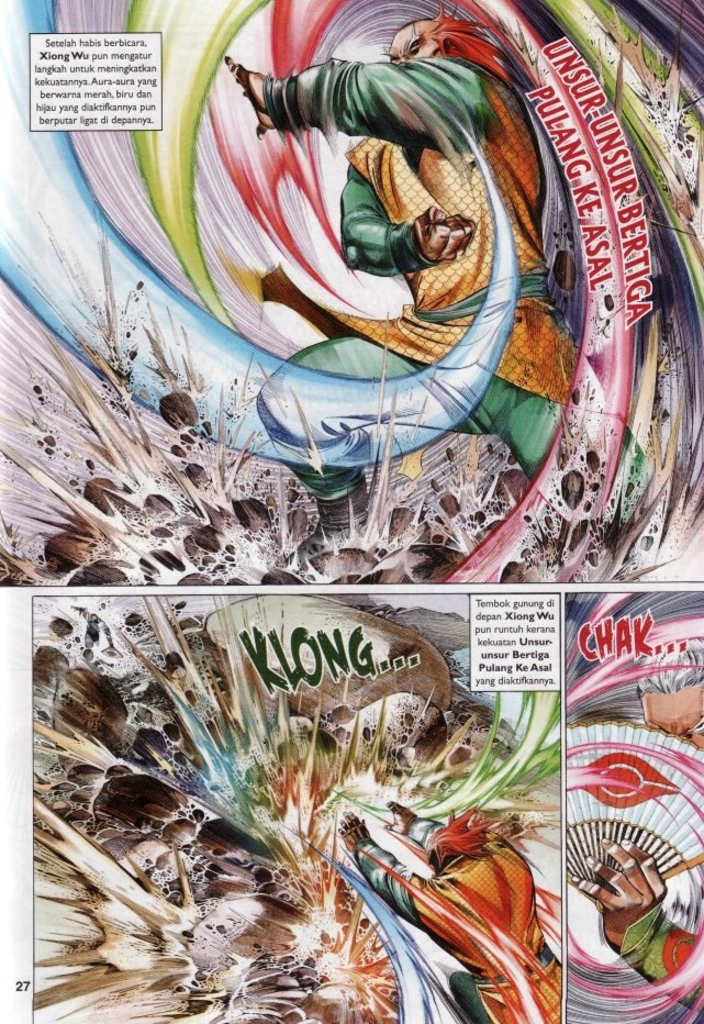 Setelah habis berbicara,
Xiong Wu pun mengatur
langkah untuk meningkatkan
kekuatannya. Aura-aura yang
berwarna merah, biru dan
hijau yang diaktifkannya pun
berputar ligat di depannya.
UNSUR-UNSUR BERTIGA
PULANG KE ASAL
KLONG...
Tembok gunung di
depan Xiong Wu
pun runtuh kerana
kekuatan Unsur-
unsur Bertiga
Pulang Ke Asal
yang diaktifkannya.
CHAK...
27